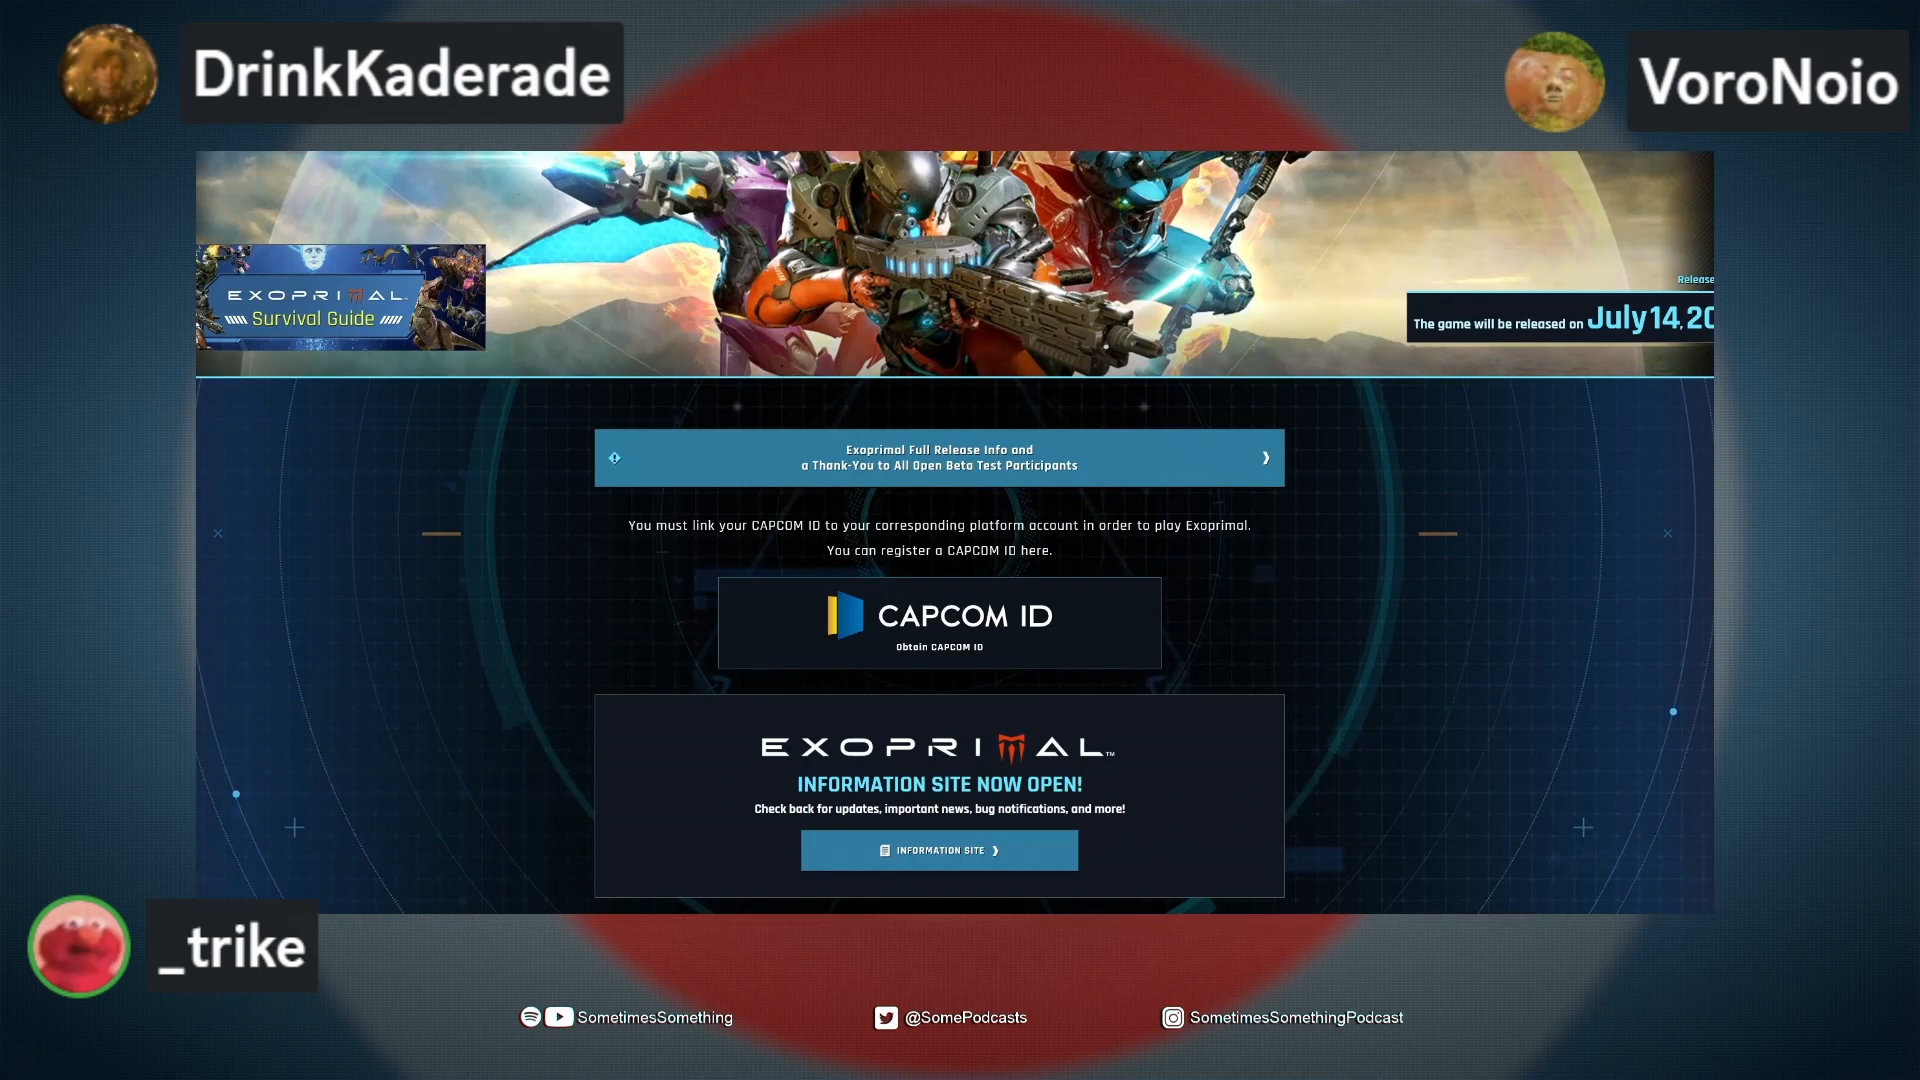 DrinkKaderade
VoroNoio
EXOPRIMAL
Survival Guide
Release
The game will be released on July 14, 20
Exoprimal Full Release Info and
a Thank-You to All Open Beta Test Participants
You must link your CAPCOM ID to your corresponding platform account in order to play Exoprimal.
You can register a CAPCOM ID here.
CAPCOM ID
Obtain CAPCOM ID
EXOPRIMAL™
INFORMATION SITE NOW OPEN!
Check back for updates, important news, bug notifications, and more!
INFORMATION SITE
_trike
SometimesSomething
@SomePodcasts
SometimesSomethingPodcast